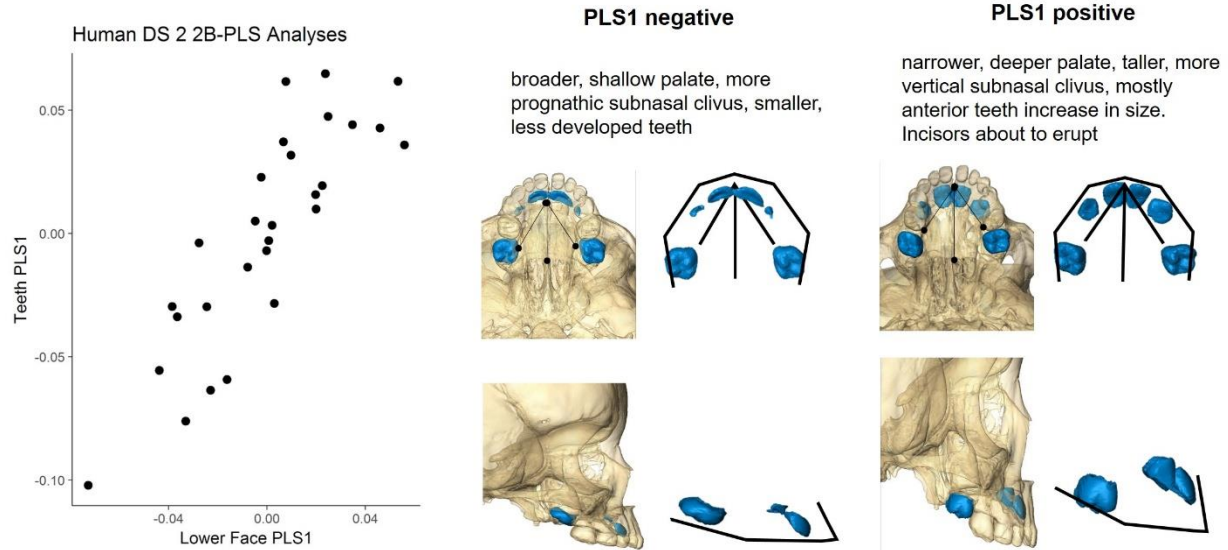 Human DS 2 2B-PLS Analyses
Teeth PLS1
0.05
0.00
-0.05
-0.10
-0.04
0.00
0.04
Lower Face PLS1
PLS1 negative
broader, shallow palate, more
prognathic subnasal clivus, smaller,
less developed teeth
PLS1 positive
narrower, deeper palate, taller, more
vertical subnasal clivus, mostly
anterior teeth increase in size.
Incisors about to erupt